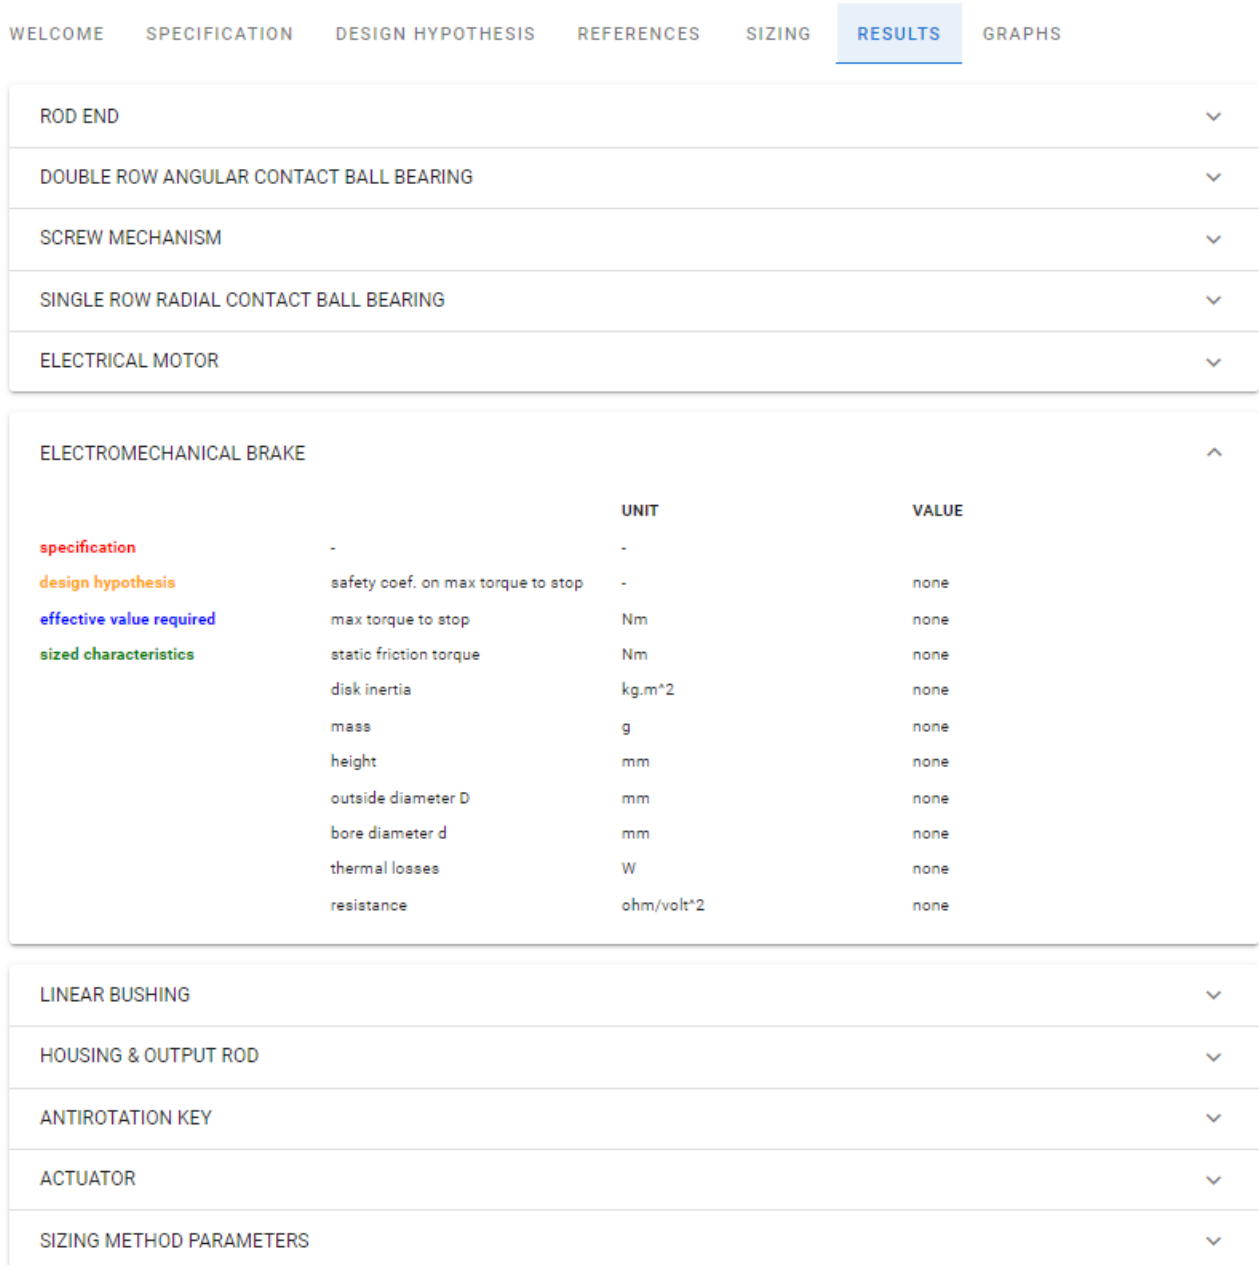 WELCOME SPECIFICATION DESIGN HYPOTHESIS REFERENCES SIZING RESULTS GRAPHS
ROD END
DOUBLE ROW ANGULAR CONTACT BALL BEARING
SCREW MECHANISM
SINGLE ROW RADIAL CONTACT BALL BEARING
ELECTRICAL MOTOR
ELECTROMECHANICAL BRAKE
UNIT VALUE
specification - -
design hypothesis safety coef. on max torque to stop - none
effective value required max torque to stop Nm none
sized characteristics static friction torque Nm none
disk inertia kg.m^2 none
mass g none
height mm none
outside diameter D mm none
bore diameter d mm none
thermal losses W none
resistance ohm/volt^2 none
LINEAR BUSHING
HOUSING & OUTPUT ROD
ANTIROTATION KEY
ACTUATOR
SIZING METHOD PARAMETERS